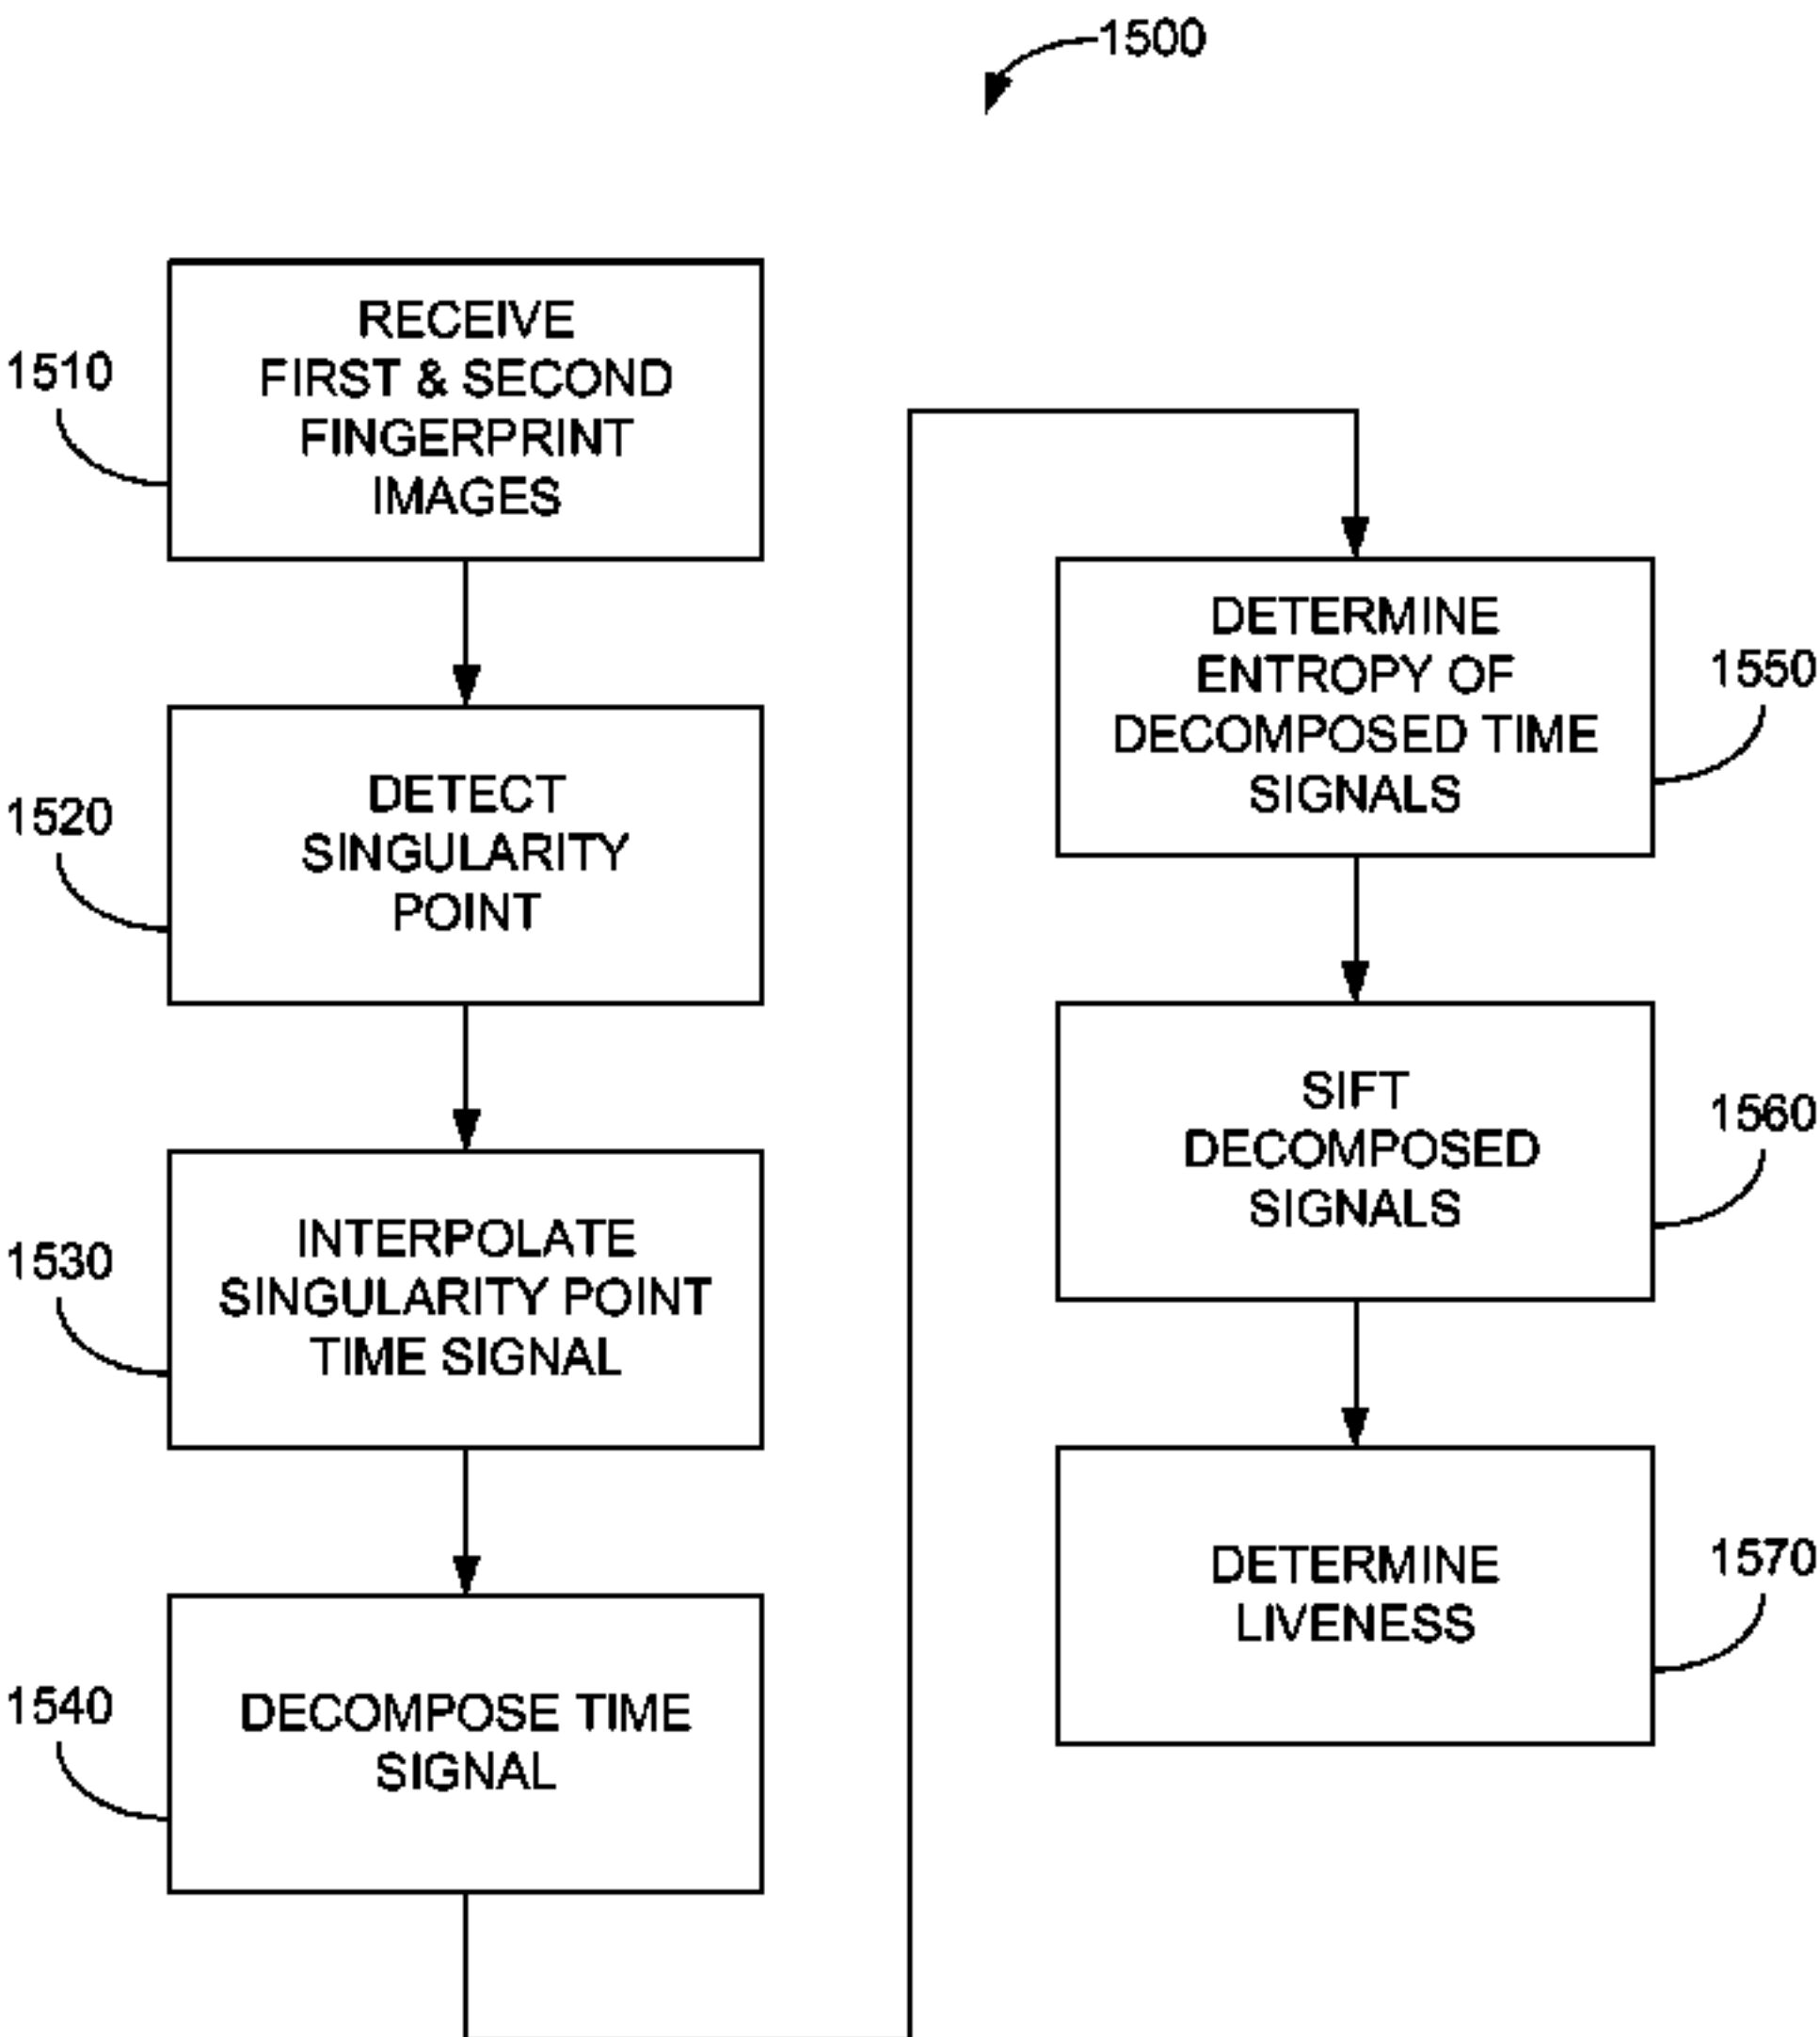 1500
1510
RECEIVE
FIRST & SECOND
FINGERPRINT
IMAGES
1520
DETECT
SINGULARITY
POINT
1530
INTERPOLATE
SINGULARITY POINT
TIME SIGNAL
1540
DECOMPOSE TIME
SIGNAL
DETERMINE
ENTROPY OF
DECOMPOSED TIME
SIGNALS
1550
SIFT
DECOMPOSED
SIGNALS
1560
DETERMINE
LIVENESS
1570